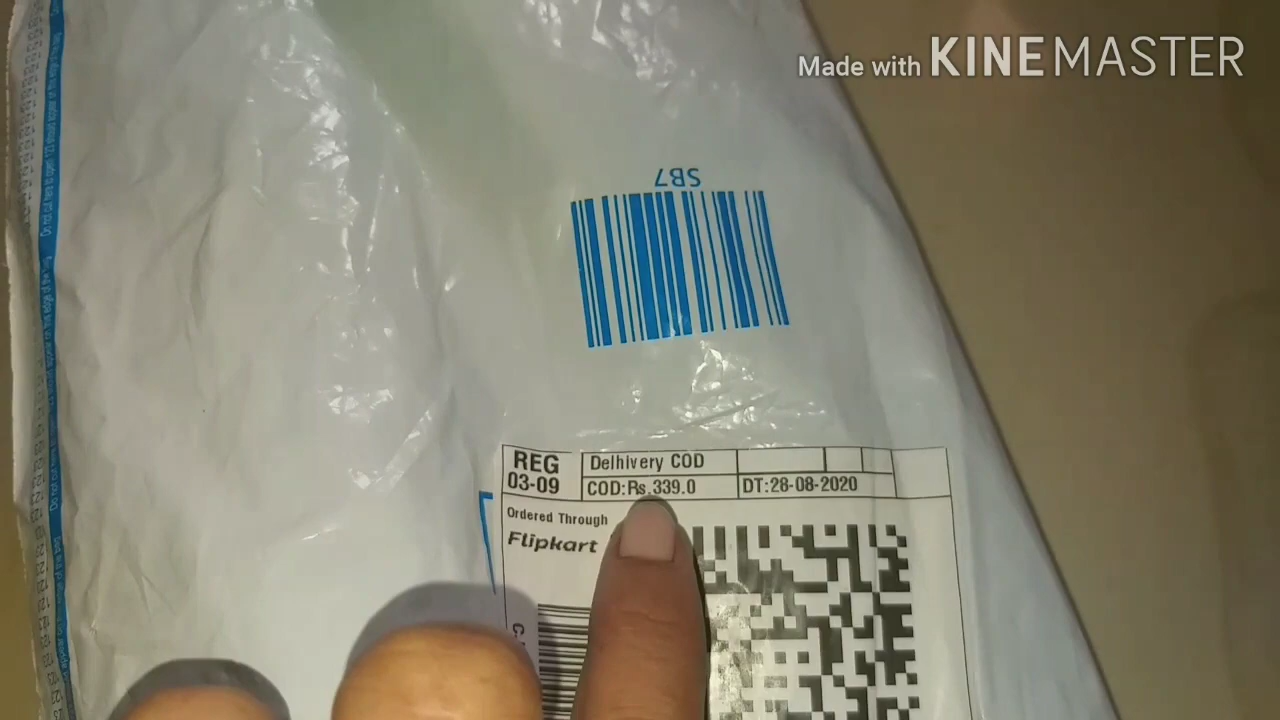 Made with KINEMASTER
SB7
REG
03-09
Delhivery COD
COD:Rs.339.0
DT:28-08-2020
Ordered Through
Flipkart